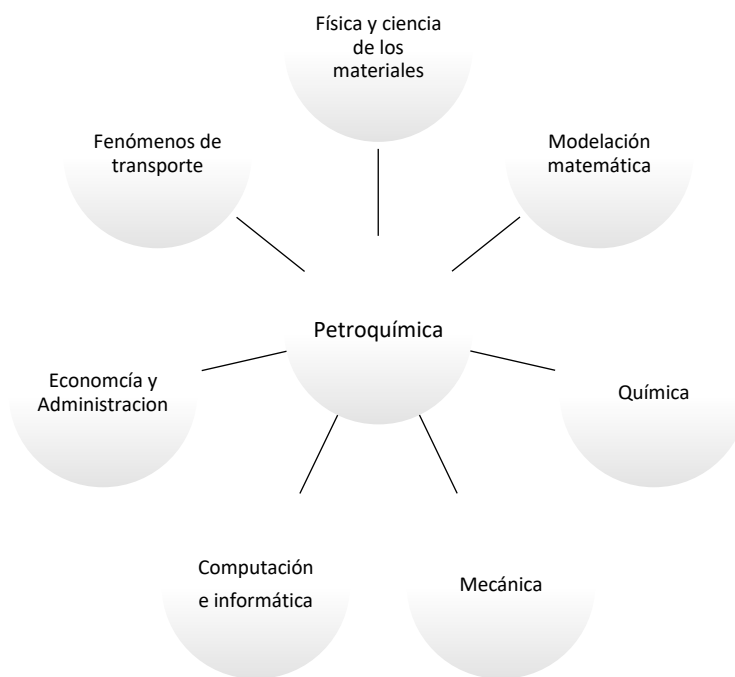 Física y ciencia
de los
materiales
Fenómenos de
transporte
Modelación
matemática
Petroquímica
Economcía y
Administracion
Química
Computación
e informática
Mecánica